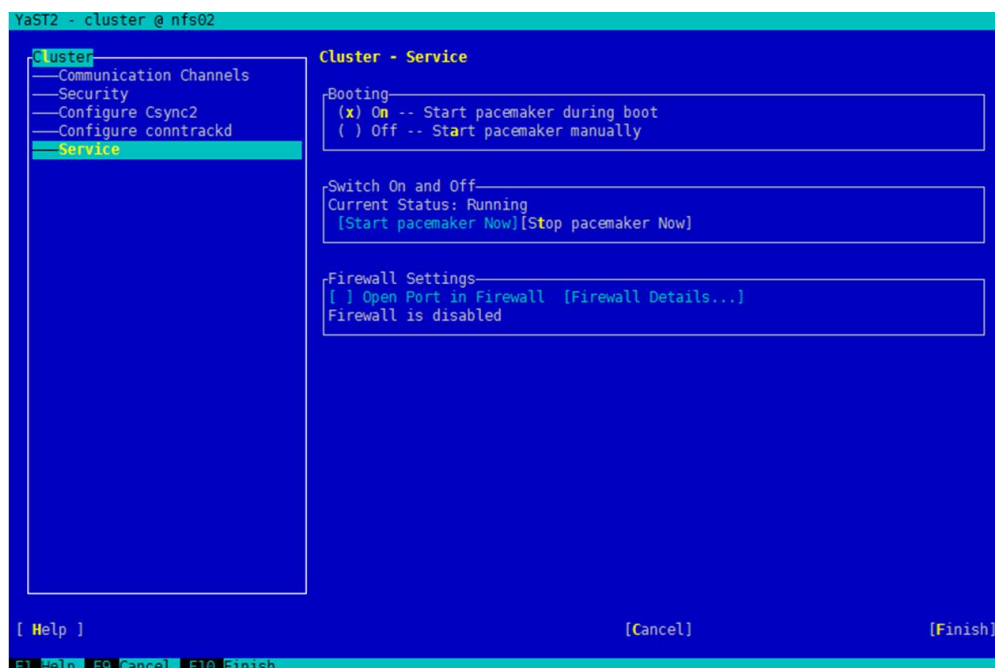 YaST2 - cluster @ nfs02
Cluster
Communication Channels
Security
Configure Csync2
Configure conntrackd
Service
Cluster - Service
Booting
(x) On -- Start pacemaker during boot
( ) Off -- Start pacemaker manually
Switch On and Off
Current Status: Running
[Start pacemaker Now][Stop pacemaker Now]
Firewall Settings
[ ] Open Port in Firewall [Firewall Details...]
Firewall is disabled
[ Help ] [Cancel] [Finish]
F1 Help F9 Cancel F10 Finish